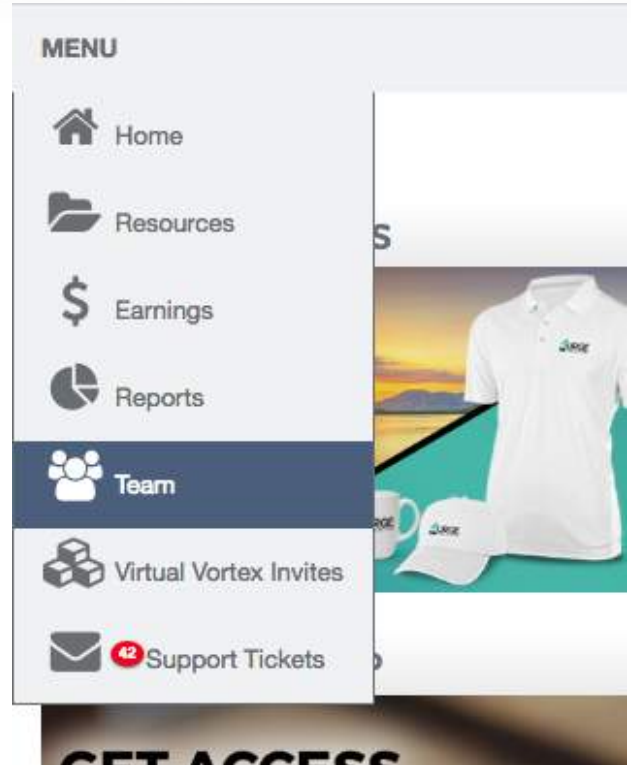 MENU
Home
Resources
S
Earnings
Reports
Team
Virtual Vortex Invites
42
Support Tickets
GET ACCESS